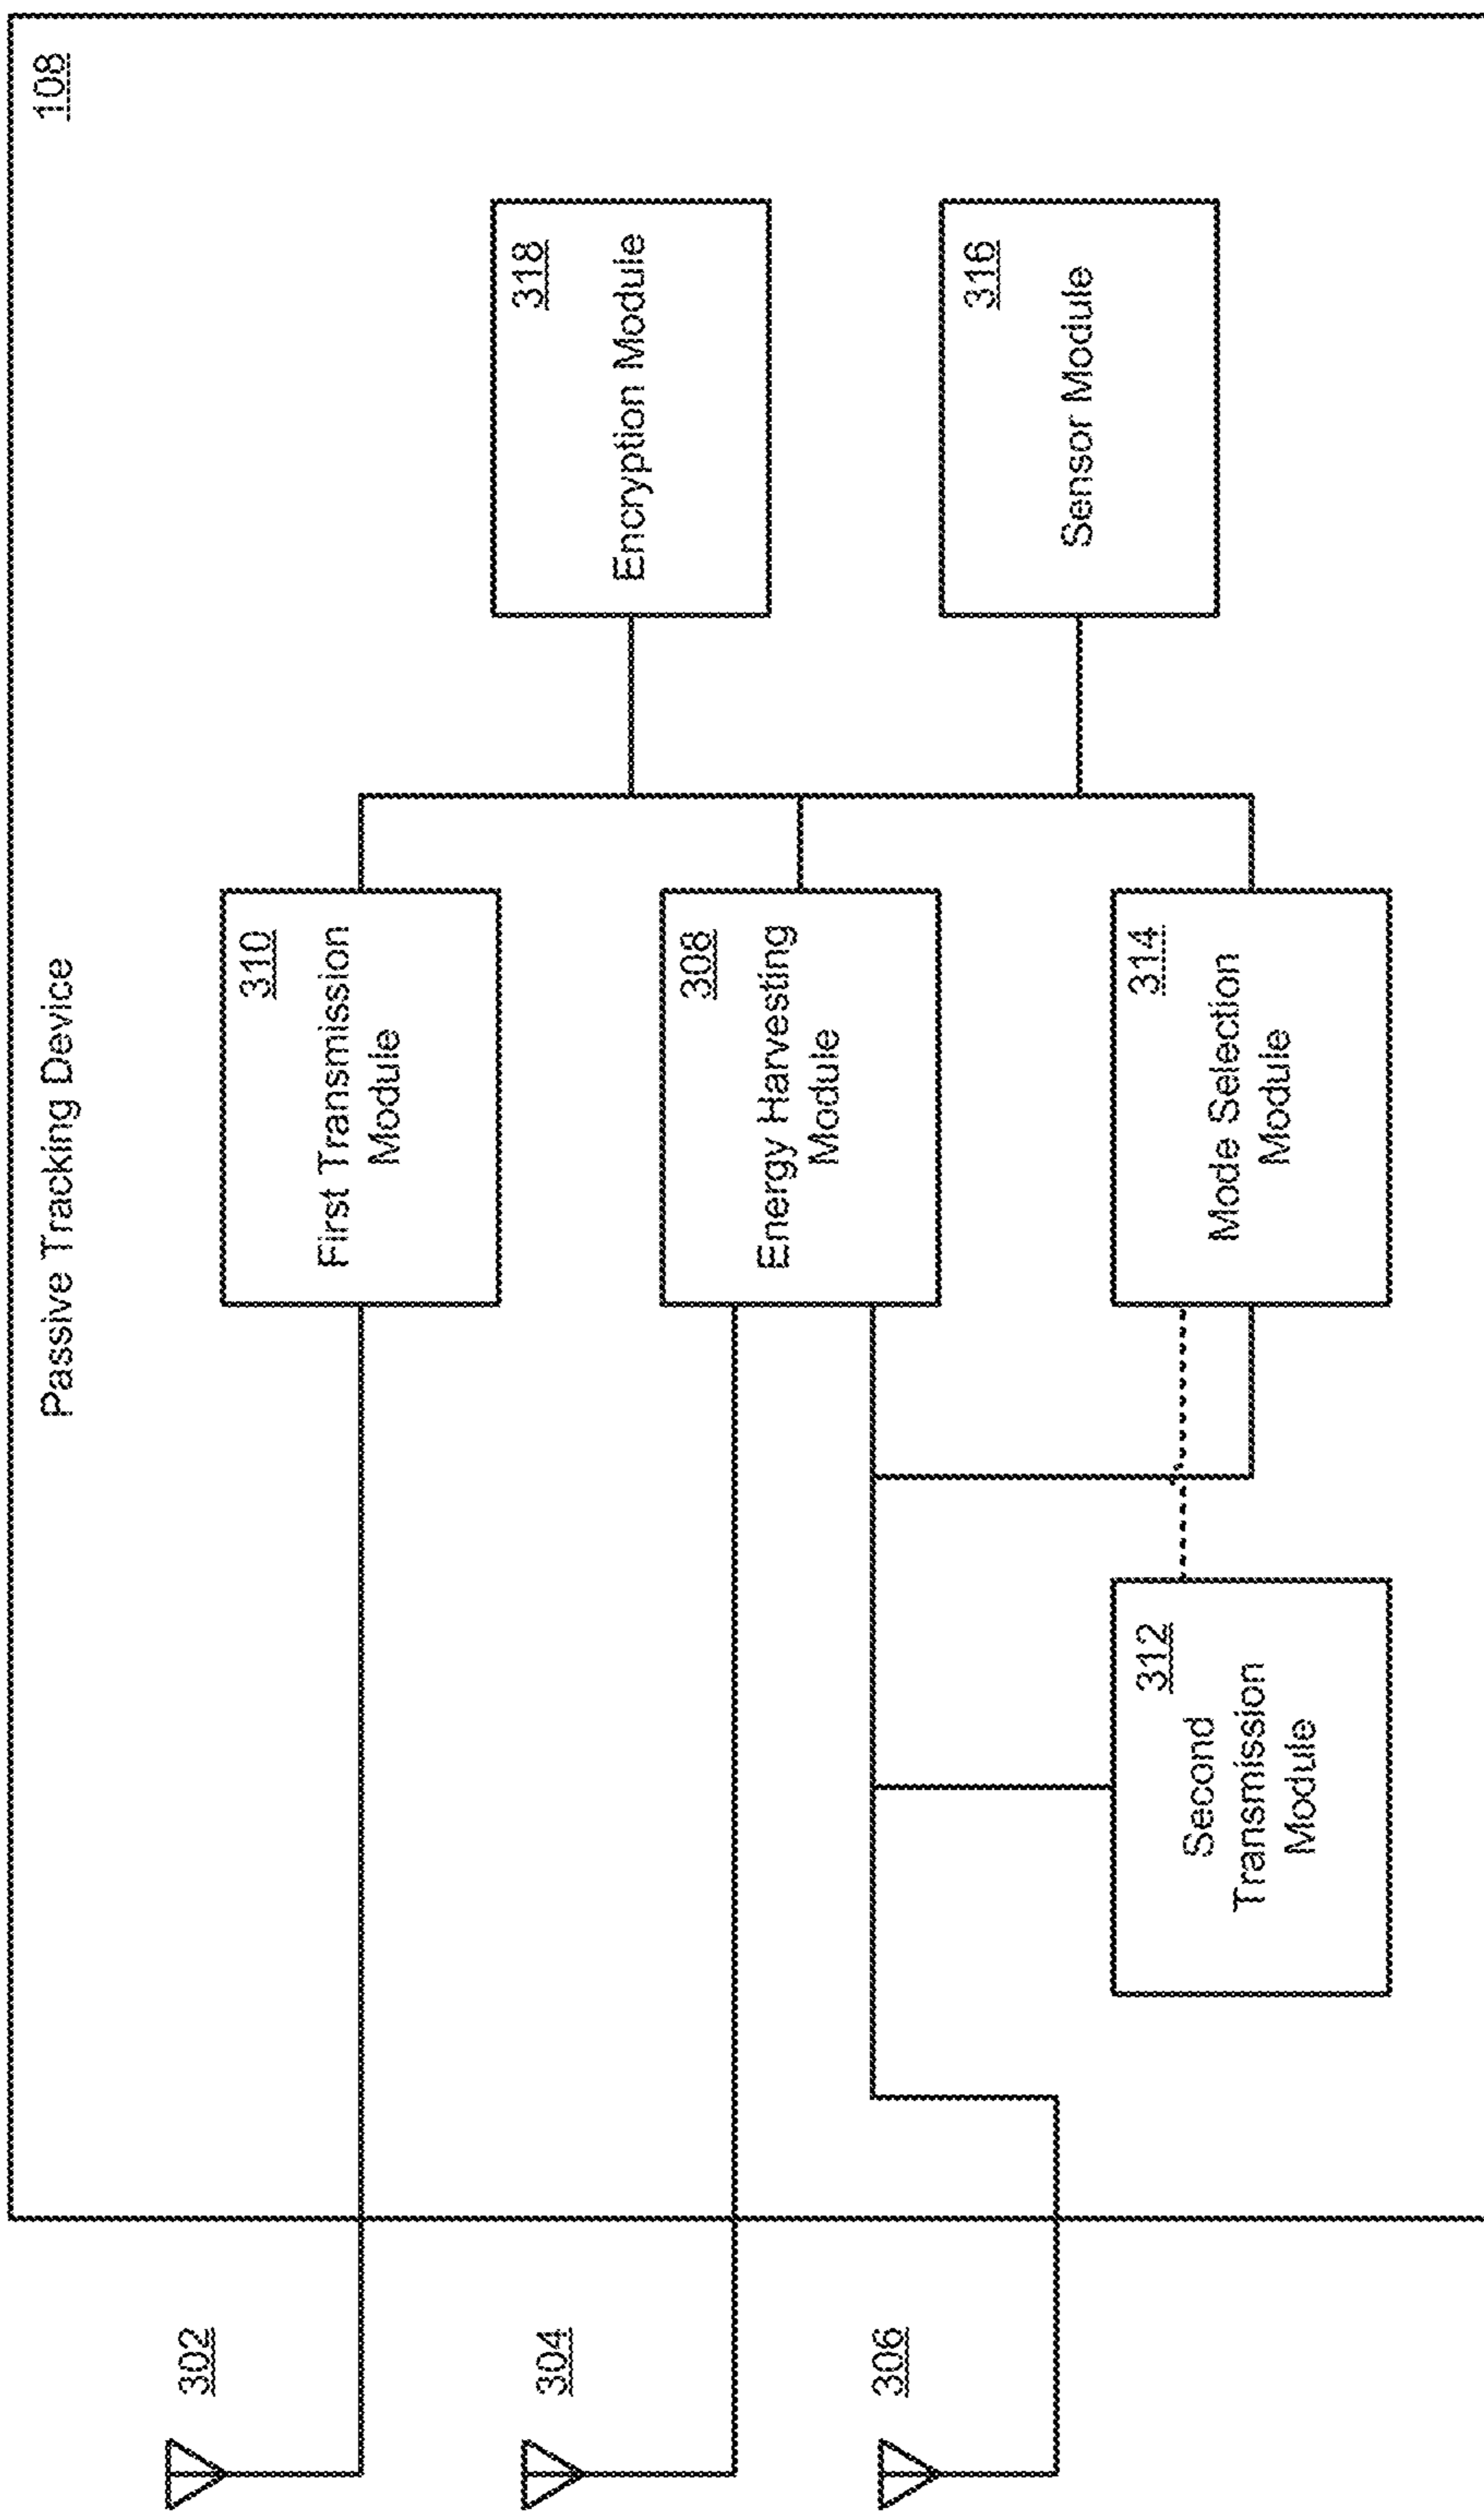 Passive Tracking Device
108
302
310
First Transmission
Module
318
Encryption Module
304
308
Energy Harvesting
Module
316
Sensor Module
306
312
Second
Transmission
Module
314
Mode Selection
Module